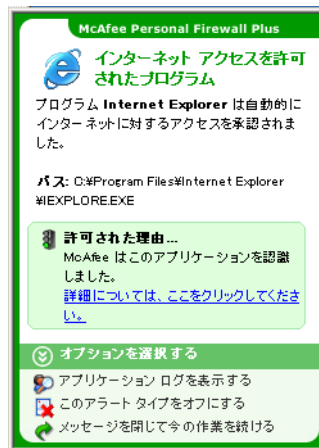 McAfee Personal Firewall Plus
インターネット アクセスを許可
されたプログラム
プログラム Internet Explorer は自動的に
インターネットに対するアクセスを承認されま
した。
パス: C:¥Program Files¥Internet Explorer
¥IEXPLORE.EXE
許可された理由...
McAfee はこのアプリケーションを認識
しました。
詳細については、ここをクリックしてくださ
い。
オプションを選択する
アプリケーション ログを表示する
このアラート タイプをオフにする
メッセージを閉じて今の作業を続ける